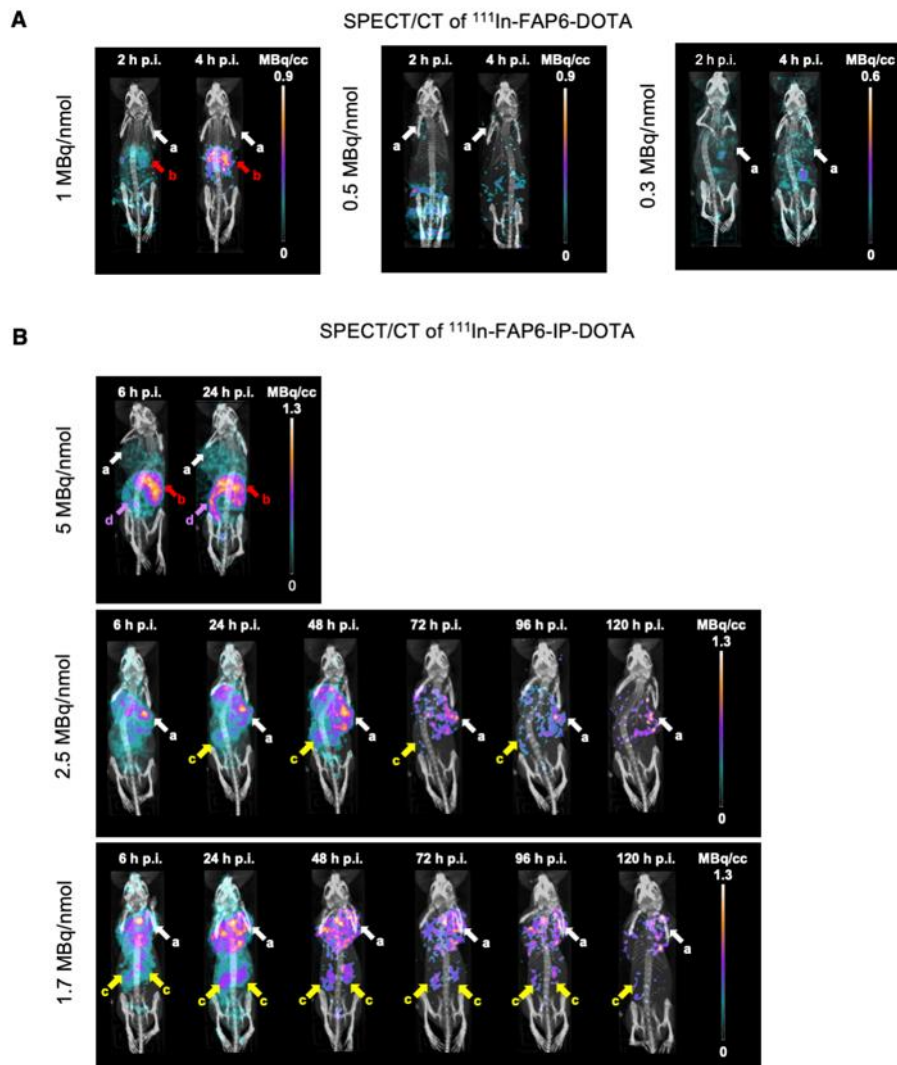 A
SPECT/CT of ¹¹¹In-FAP6-DOTA
2 h p.i. 4 h p.i. MBq/cc
0.9
1 MBq/nmol
a a
b b
0
2 h p.i. 4 h p.i. MBq/cc
0.9
0.5 MBq/nmol
a a
0
2 h p.i. 4 h p.i. MBq/cc
0.6
0.3 MBq/nmol
a a
0
B
SPECT/CT of ¹¹¹In-FAP6-IP-DOTA
6 h p.i. 24 h p.i. MBq/cc
1.3
5 MBq/nmol
a a
b b
d d
0
6 h p.i. 24 h p.i. 48 h p.i. 72 h p.i. 96 h p.i. 120 h p.i. MBq/cc
1.3
2.5 MBq/nmol
a a a a a a
c c c c
0
6 h p.i. 24 h p.i. 48 h p.i. 72 h p.i. 96 h p.i. 120 h p.i. MBq/cc
1.3
1.7 MBq/nmol
a a a a a a
c c c c c c c c c c c
0